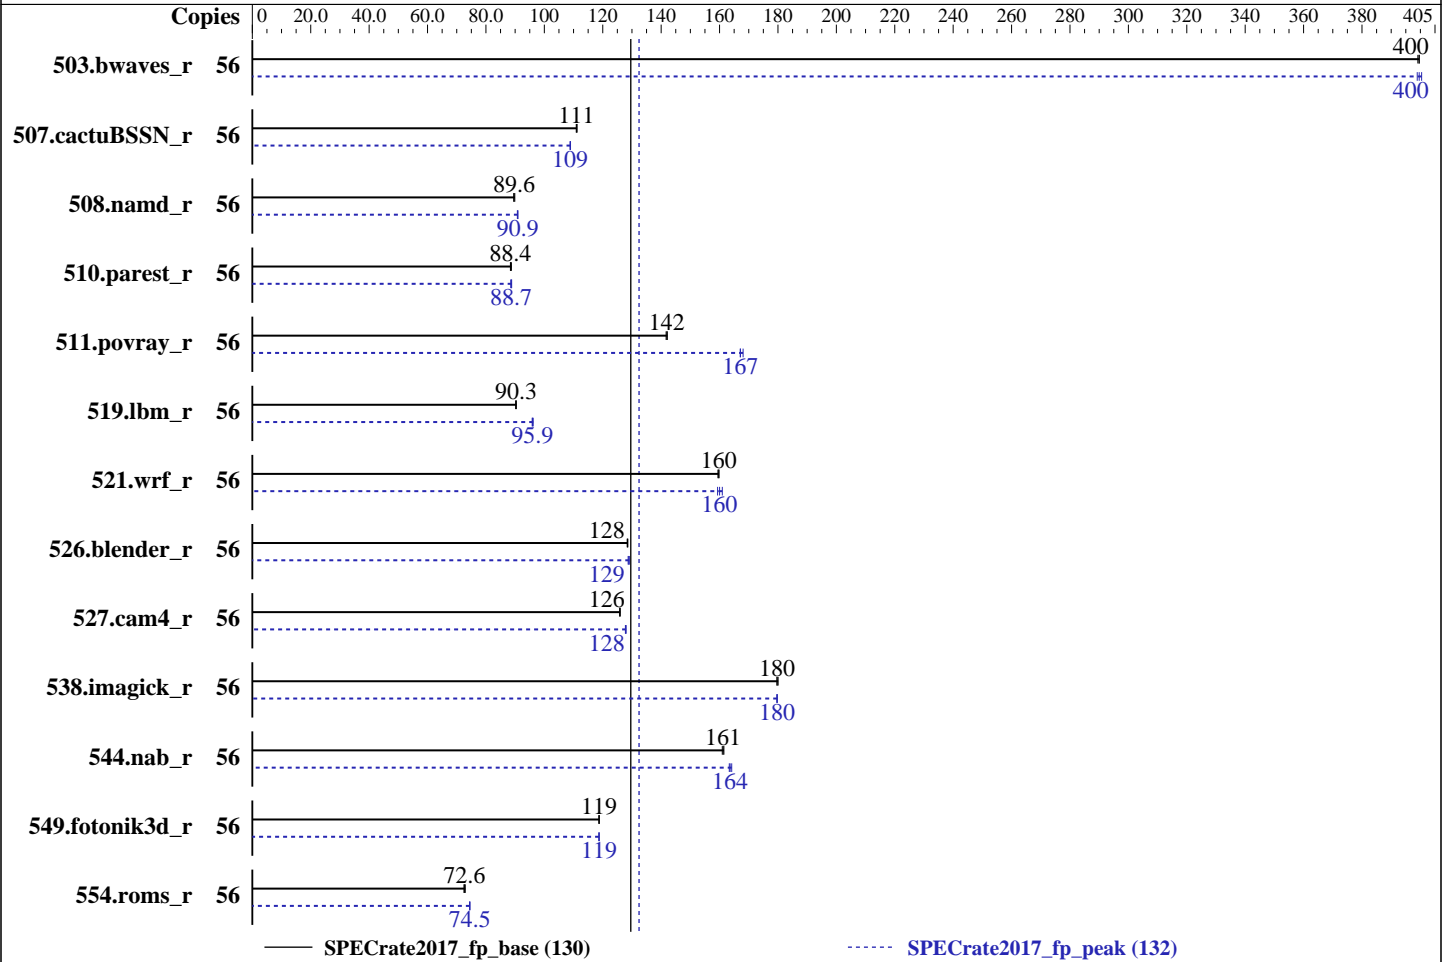 Copies 0 20.0 40.0 60.0 80.0 100 120 140 160 180 200 220 240 260 280 300 320 340 360 380 405
503.bwaves_r 56 400
400
507.cactuBSSN_r 56 111
109
508.namd_r 56 89.6
90.9
510.parest_r 56 88.4
88.7
511.povray_r 56 142
167
519.lbm_r 56 90.3
95.9
521.wrf_r 56 160
160
526.blender_r 56 128
129
527.cam4_r 56 126
128
538.imagick_r 56 180
180
544.nab_r 56 161
164
549.fotonik3d_r 56 119
119
554.roms_r 56 72.6
74.5
SPECrate2017_fp_base (130) SPECrate2017_fp_peak (132)